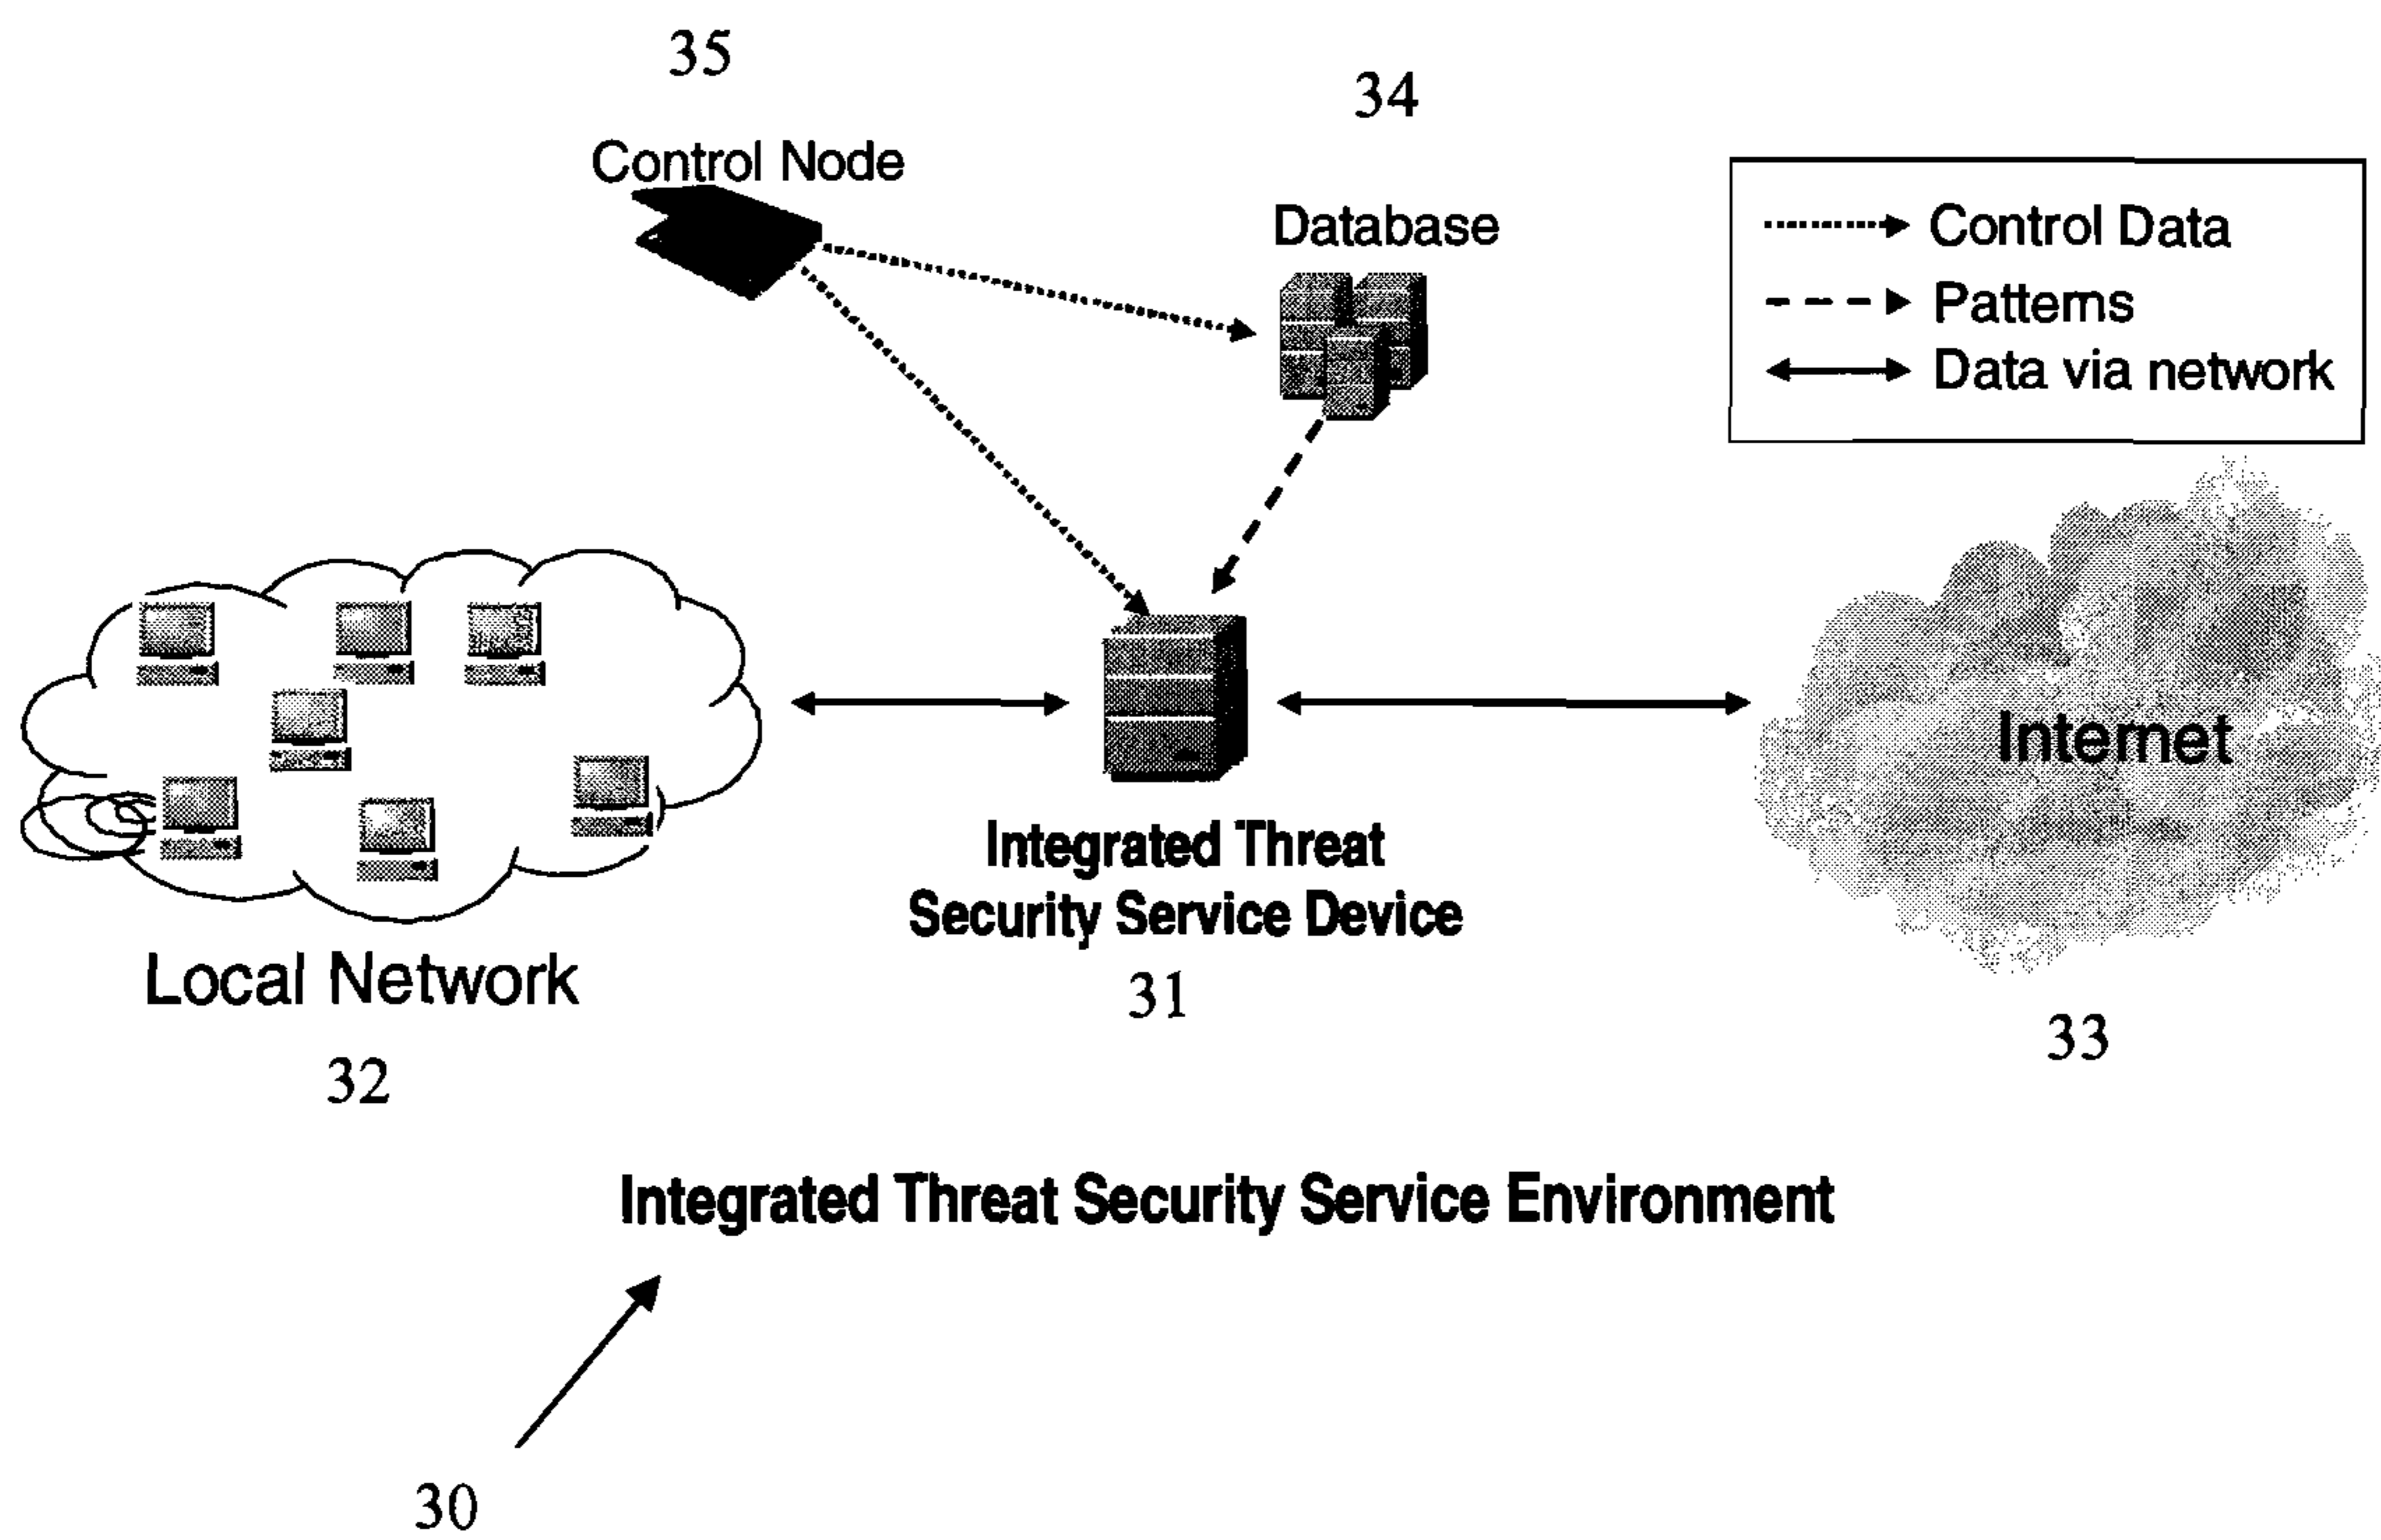 35
34
Control Node
Database
Control Data
Patterns
Data via network
Internet
Integrated Threat
Security Service Device
31
Local Network
32
33
Integrated Threat Security Service Environment
30